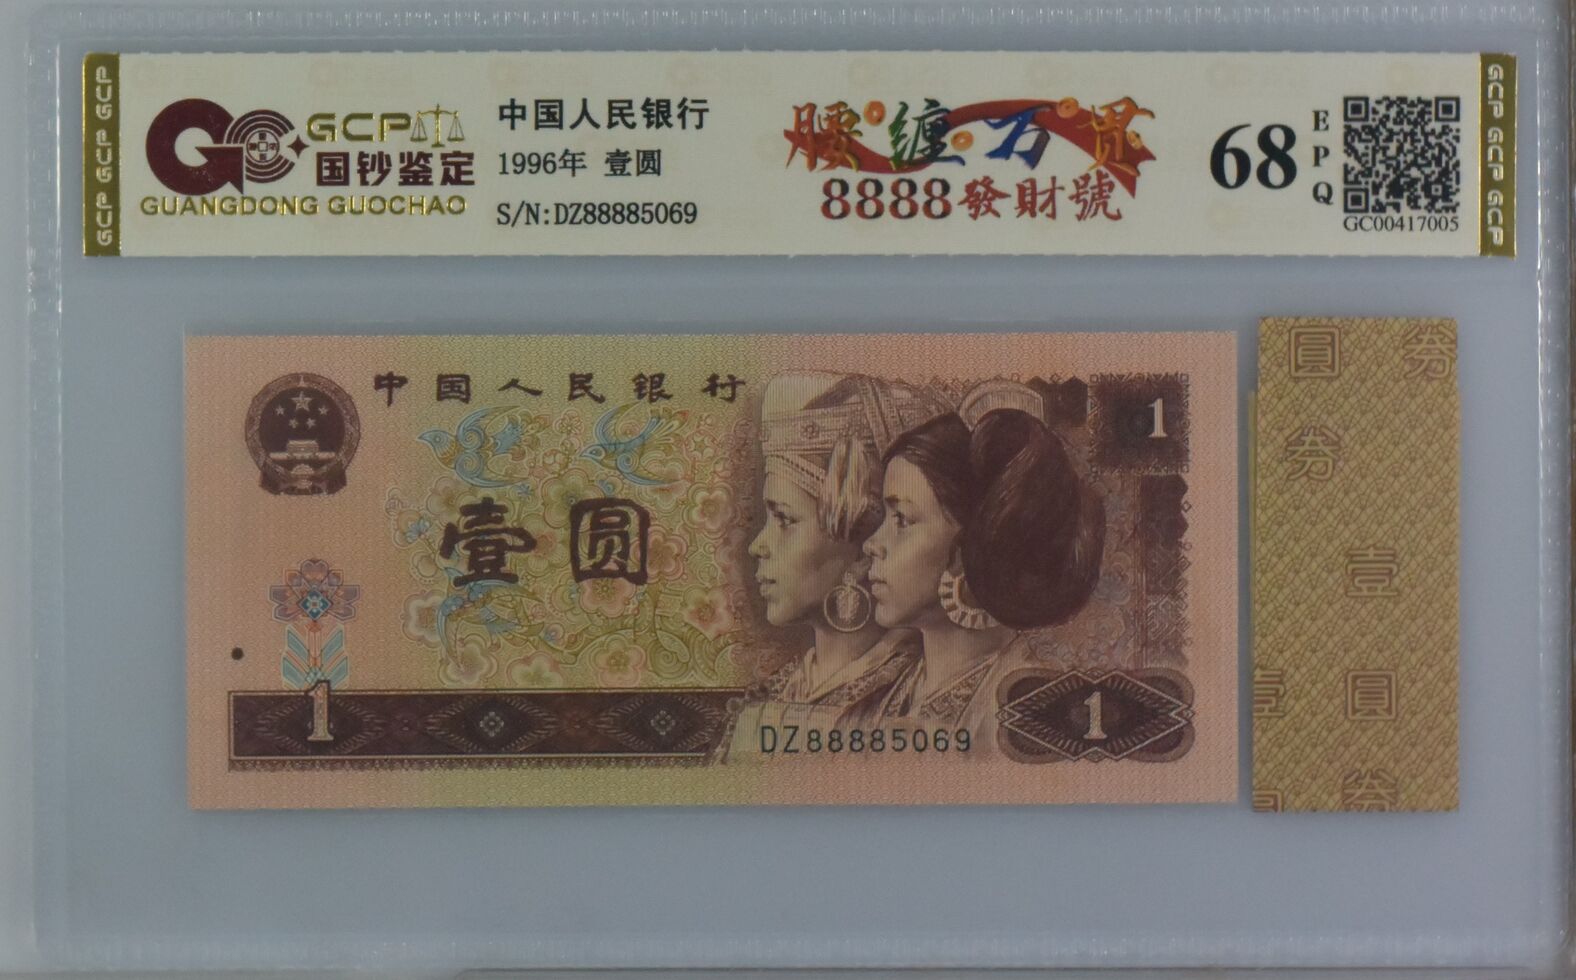 GCP
国钞鉴定
GUANGDONG GUOCHAO
中国人民银行
1996年 壹圆
S/N:DZ88885069
腰缠万贯
8888發財號
68
EPQ
GC00417005
GCP GCP GCP
GCP GCP GCP
中国人民银行
1
壹圆
1
1
DZ88885069
圓 券
券
壹
壹 圓
圓 券